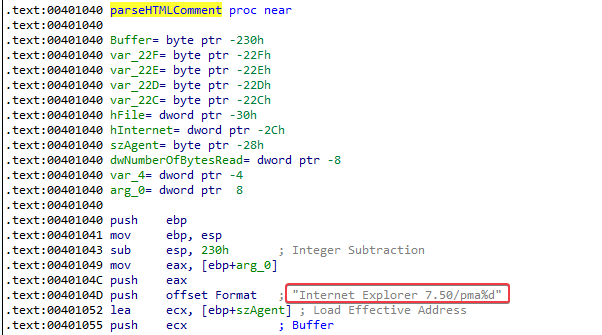 .text:00401040 parseHTMLComment proc near
.text:00401040
.text:00401040 Buffer= byte ptr -230h
.text:00401040 var_22F= byte ptr -22Fh
.text:00401040 var_22E= byte ptr -22Eh
.text:00401040 var_22D= byte ptr -22Dh
.text:00401040 var_22C= byte ptr -22Ch
.text:00401040 hFile= dword ptr -30h
.text:00401040 hInternet= dword ptr -2Ch
.text:00401040 szAgent= byte ptr -28h
.text:00401040 dwNumberOfBytesRead= dword ptr -8
.text:00401040 var_4= dword ptr -4
.text:00401040 arg_0= dword ptr 8
.text:00401040
.text:00401040 push ebp
.text:00401041 mov ebp, esp
.text:00401043 sub esp, 230h ; Integer Subtraction
.text:00401049 mov eax, [ebp+arg_0]
.text:0040104C push eax
.text:0040104D push offset Format ; "Internet Explorer 7.50/pma%d"
.text:00401052 lea ecx, [ebp+szAgent] ; Load Effective Address
.text:00401055 push ecx ; Buffer